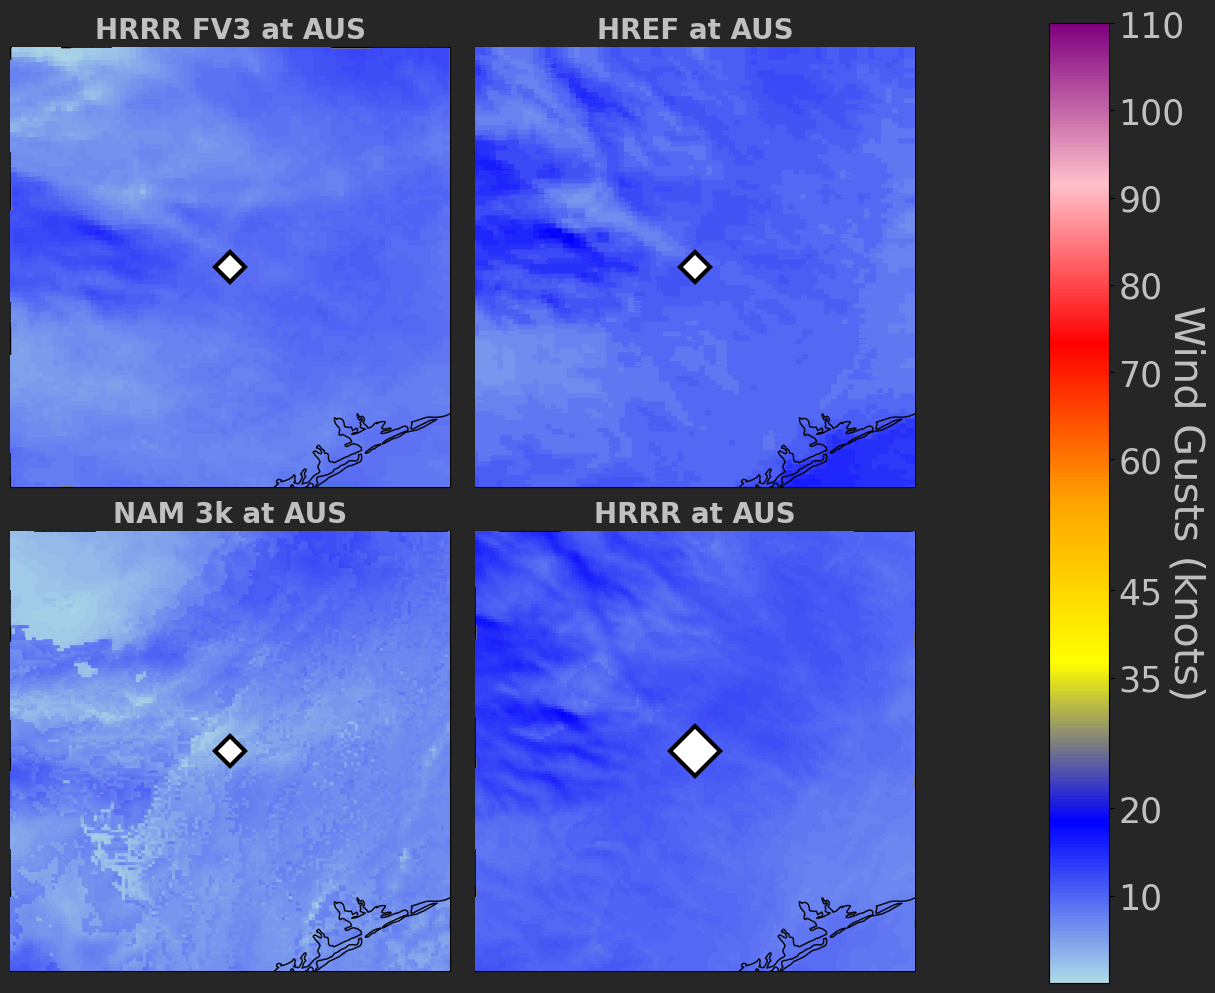 HRRR FV3 at AUS
HREF at AUS
NAM 3k at AUS
HRRR at AUS
110
100
90
80
70
60
45
35
20
10
Wind Gusts (knots)